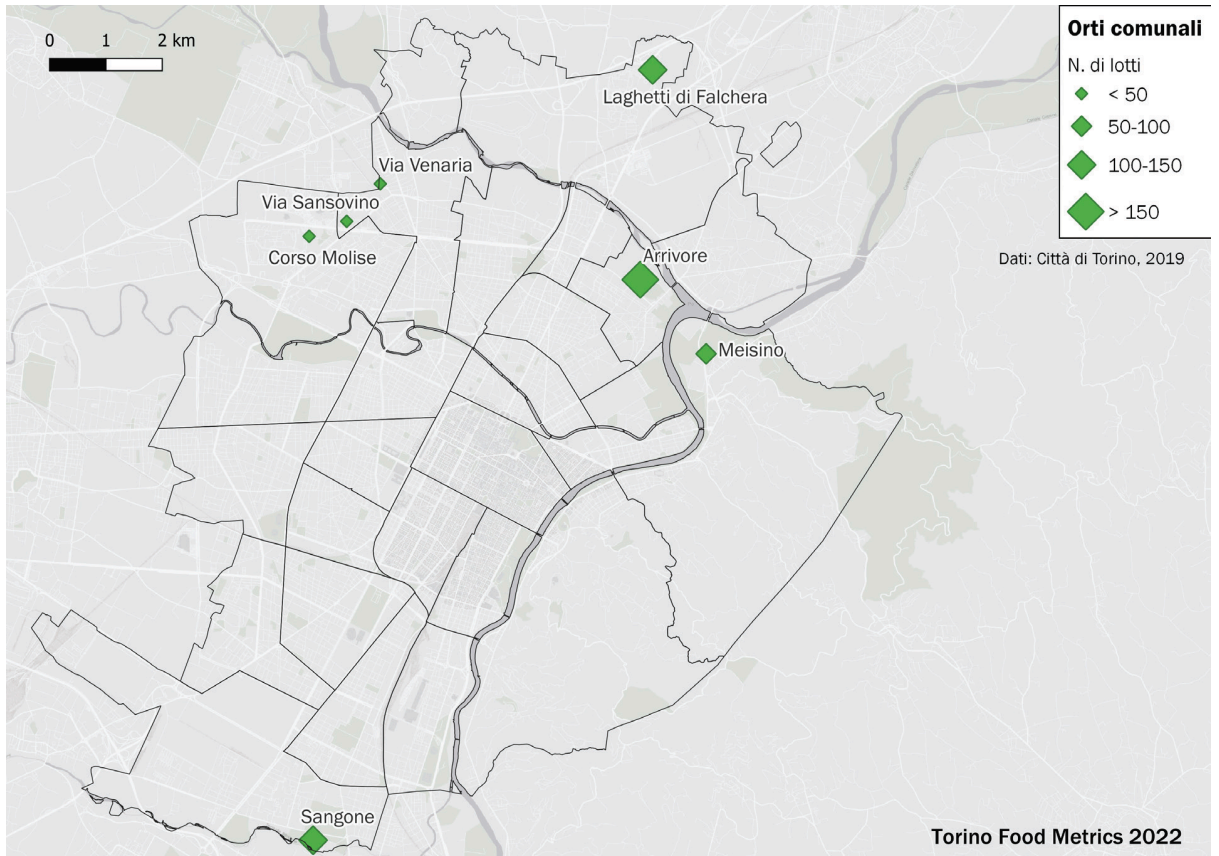 0 1 2 km
Orti comunali
N. di lotti
< 50
50-100
100-150
> 150
Dati: Città di Torino, 2019
Laghetti di Falchera
Via Venaria
Via Sansovino
Corso Molise
Arrivore
Meisino
Sangone
Torino Food Metrics 2022